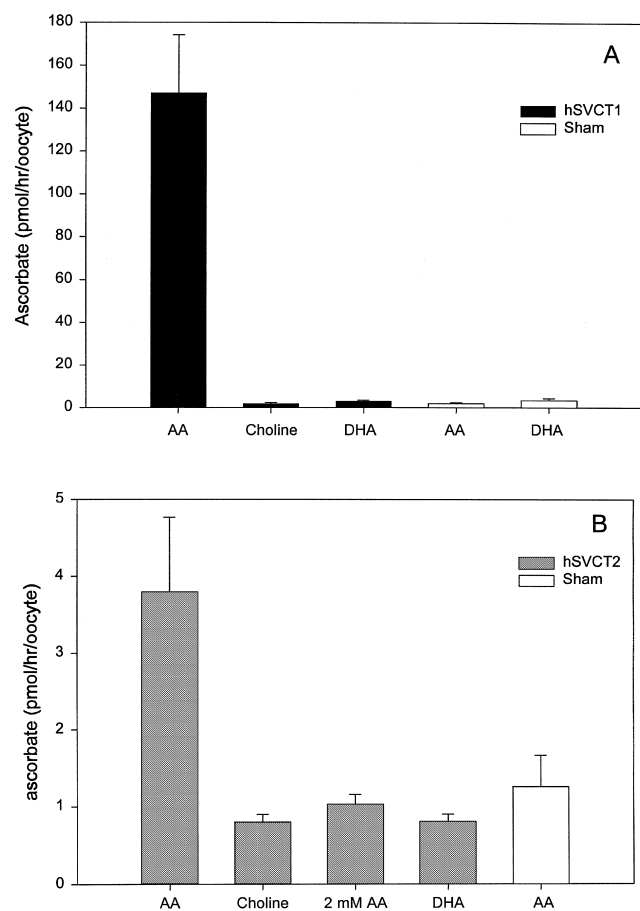 A
hSVCT1
Sham
Ascorbate (pmol/hr/oocyte)
180
160
140
120
100
80
60
40
20
0
AA Choline DHA AA DHA
B
hSVCT2
Sham
ascorbate (pmol/hr/oocyte)
5
4
3
2
1
0
AA Choline 2 mM AA DHA AA